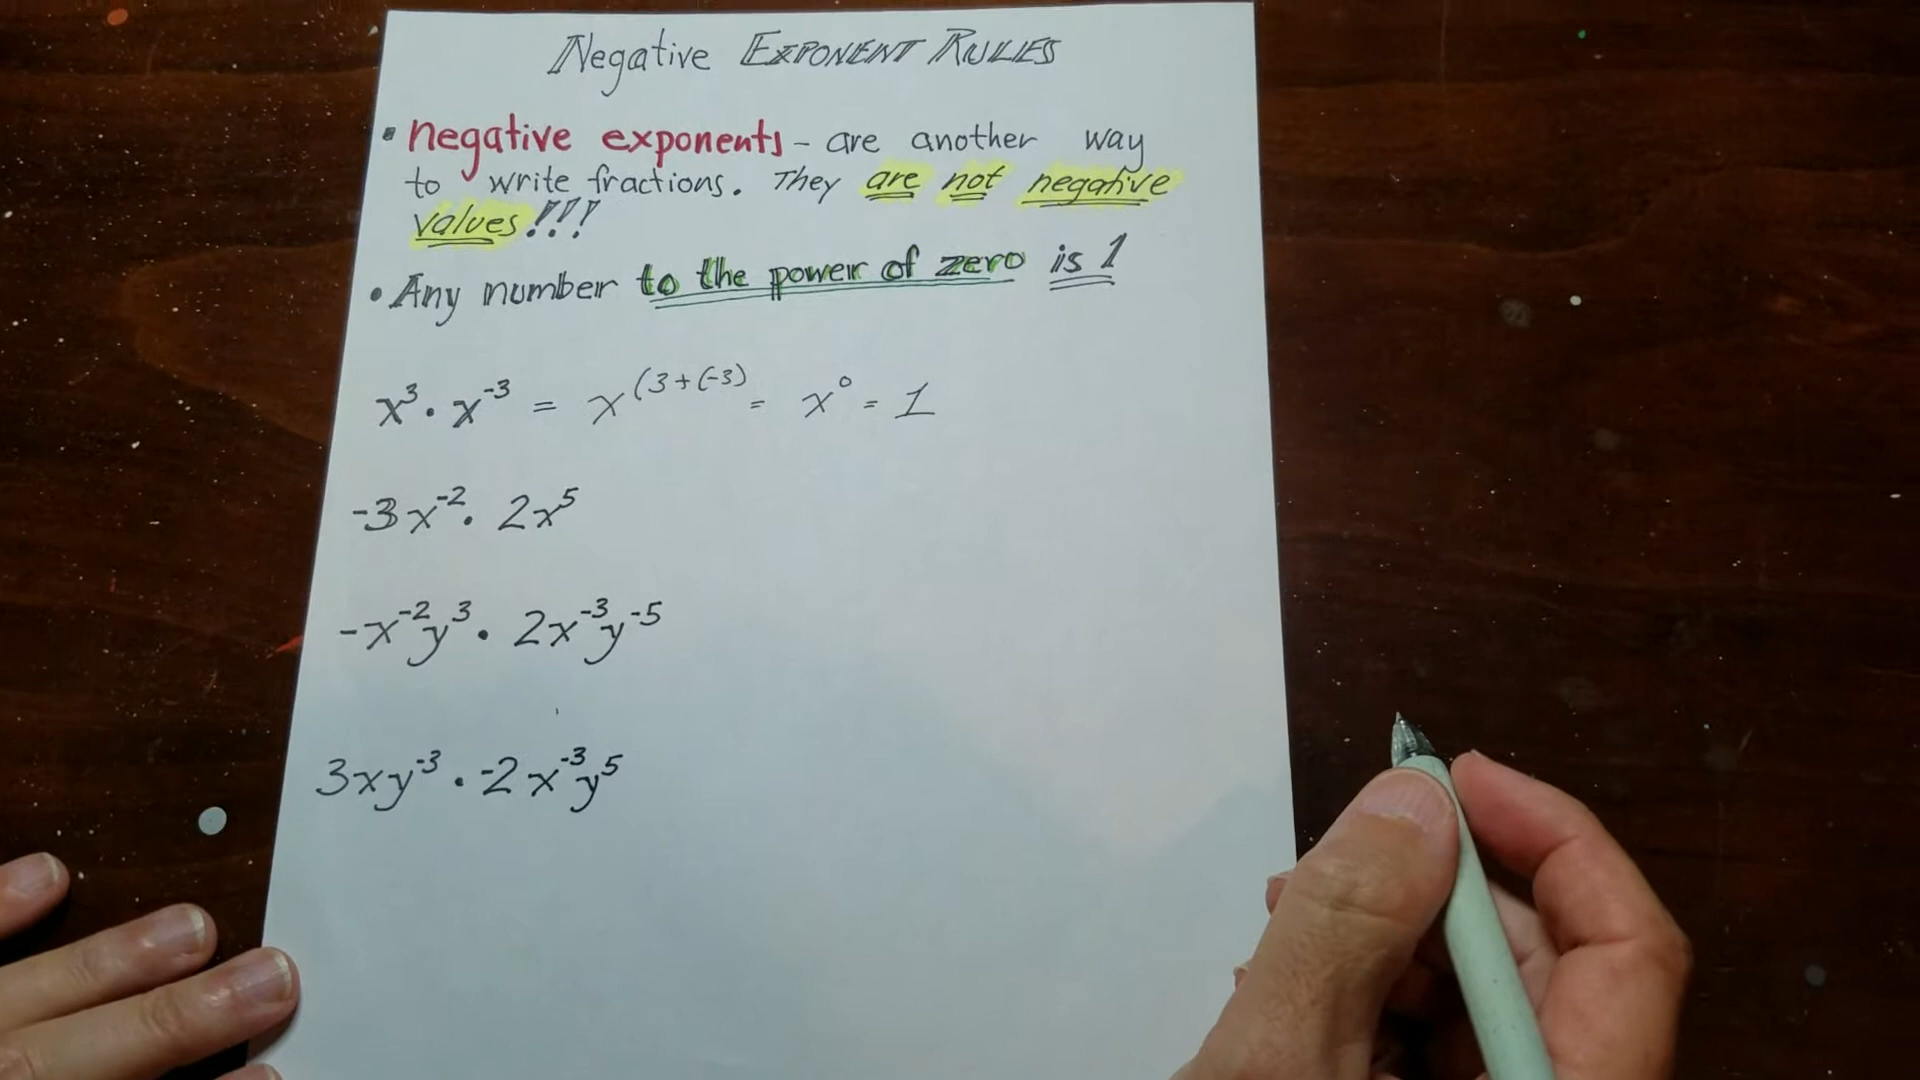 Negative EXPONENT RULES
• negative exponents - are another way
to write fractions. They are not negative
values!!!
• Any number to the power of zero is 1
x³ · x⁻³ = x⁽³⁺⁽⁻³⁾ = x⁰ = 1
-3x⁻² · 2x⁵
-x⁻²y³ · 2x⁻³y⁻⁵
3xy⁻³ · -2x⁻³y⁵